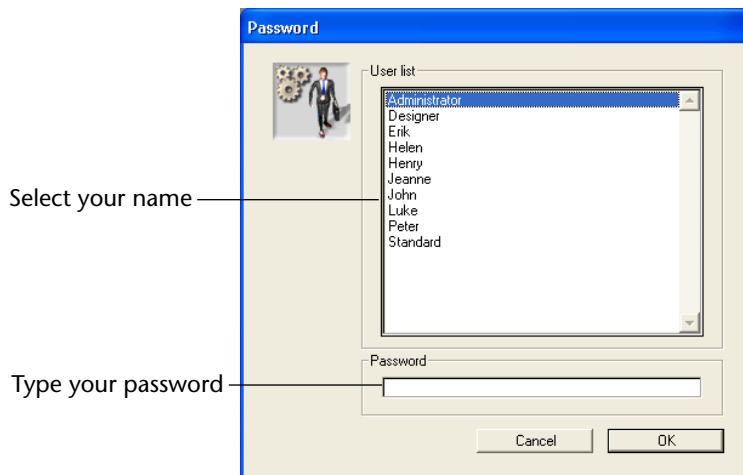 Password
User list
Administrator
Designer
Erik
Helen
Henry
Jeanne
John
Luke
Peter
Standard
Select your name
Password
Type your password
Cancel
OK